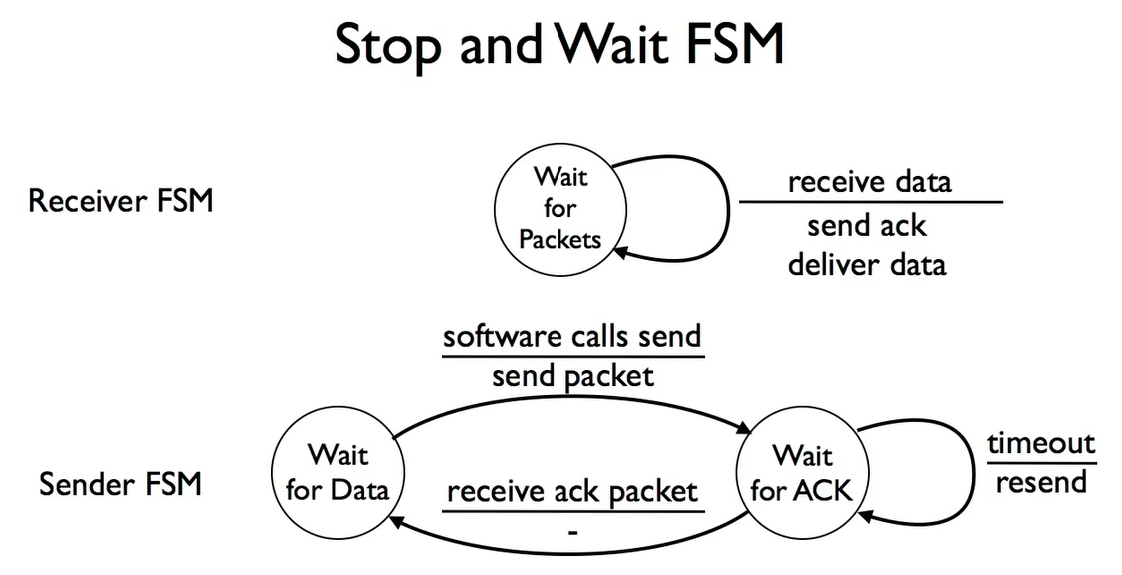 Stop and Wait FSM
Receiver FSM
Wait
for
Packets
receive data
send ack
deliver data
software calls send
send packet
Sender FSM
Wait
for Data
receive ack packet
-
Wait
for ACK
timeout
resend